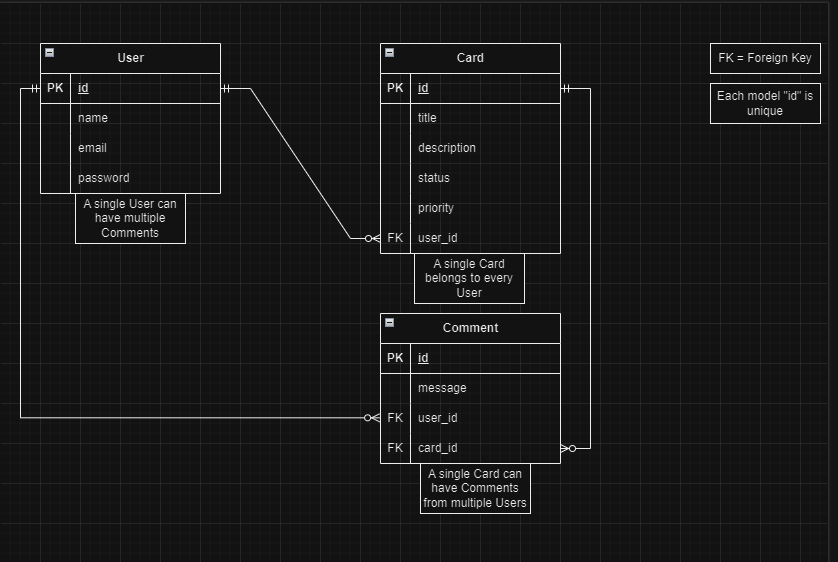 User
PK id
name
email
password
A single User can
have multiple
Comments
Card
PK id
title
description
status
priority
FK user_id
A single Card
belongs to every
User
Comment
PK id
message
FK user_id
FK card_id
A single Card can
have Comments
from multiple Users
FK = Foreign Key
Each model "id" is
unique